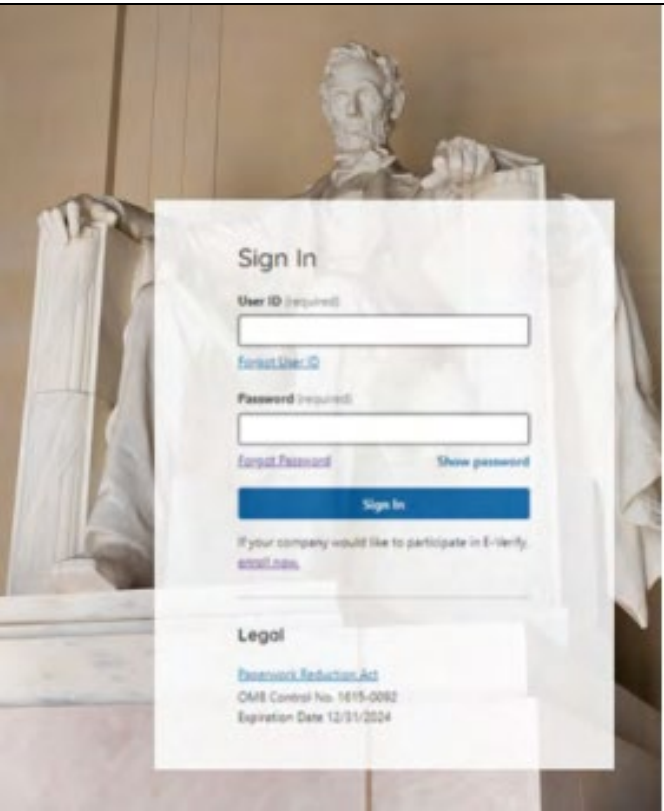 Sign In
User ID (required)
Forgot User ID
Password (required)
Forgot Password Show password
Sign In
If your company would like to participate in E-Verify,
enroll now.
Legal
Paperwork Reduction Act
OMB Control No. 1615-0092
Expiration Date 12/31/2024